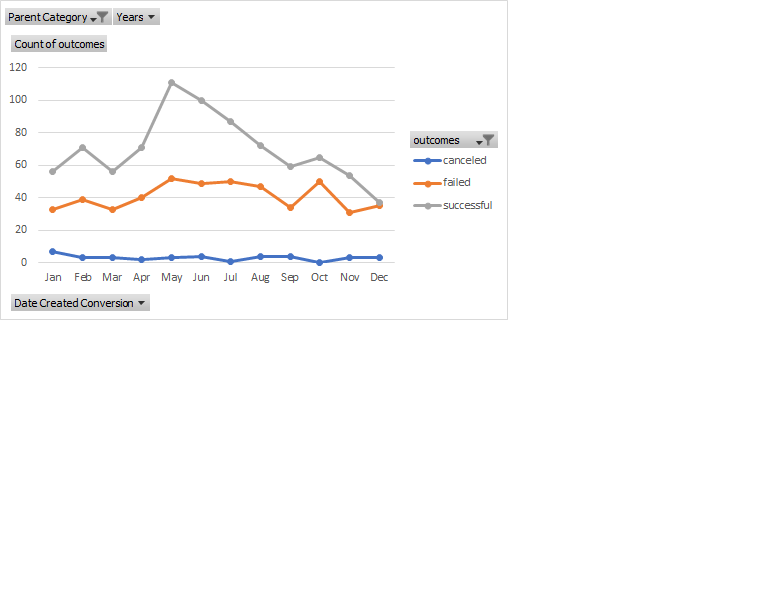 Parent Category Years
Count of outcomes
120
100
80
60
40
20
0
Jan Feb Mar Apr May Jun Jul Aug Sep Oct Nov Dec
outcomes
canceled
failed
successful
Date Created Conversion